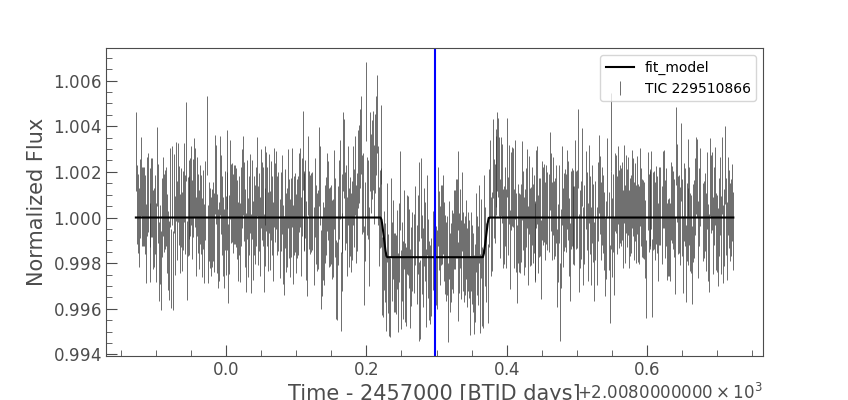 fit_model
TIC 229510866
1.006
1.004
1.002
1.000
0.998
0.996
0.994
Normalized Flux
0.0 0.2 0.4 0.6
Time - 2457000 [BTJD days]
+2.0080000000 × 10³